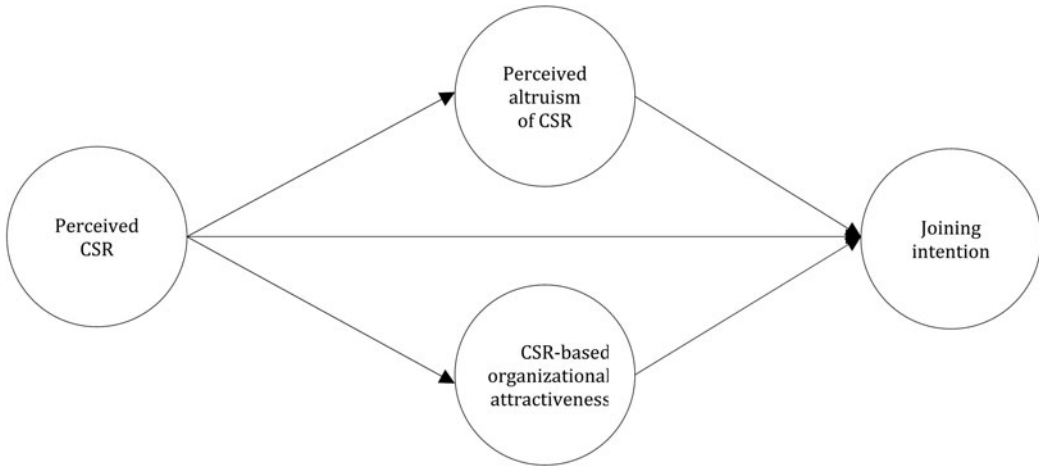 Perceived
altruism
of CSR
Perceived
CSR
Joining
intention
CSR-based
organizational
attractiveness